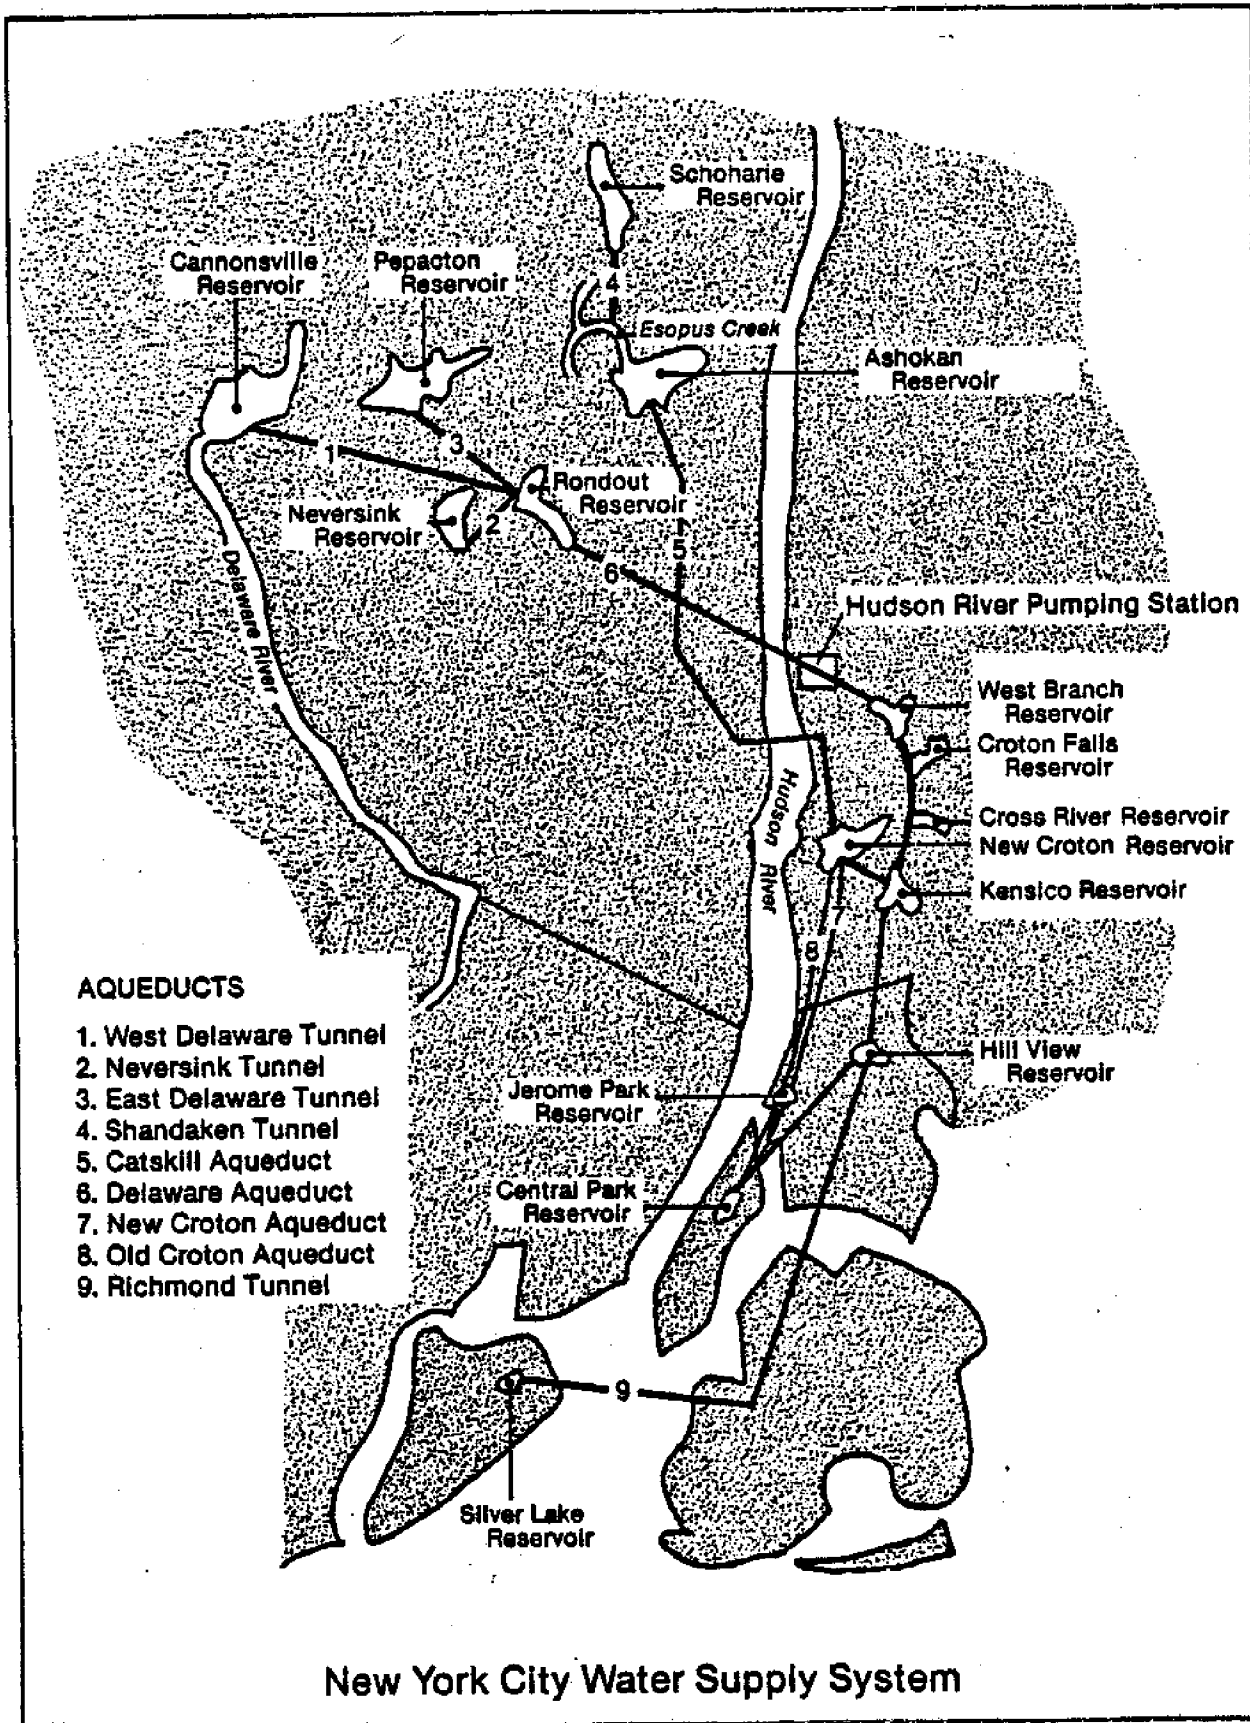 Schoharie
Reservoir
Cannonsville
Reservoir
Pepacton
Reservoir
4
Esopus Creek
Ashokan
Reservoir
1
3
Rondout
Reservoir
Neversink
Reservoir
2
5
6
Delaware River
Hudson River Pumping Station
West Branch
Reservoir
Croton Falls
Reservoir
Hudson River
Cross River Reservoir
New Croton Reservoir
Kensico Reservoir
7
8
AQUEDUCTS
1. West Delaware Tunnel
2. Neversink Tunnel
3. East Delaware Tunnel
4. Shandaken Tunnel
5. Catskill Aqueduct
6. Delaware Aqueduct
7. New Croton Aqueduct
8. Old Croton Aqueduct
9. Richmond Tunnel
Hill View
Reservoir
Jerome Park
Reservoir
Central Park
Reservoir
9
Silver Lake
Reservoir
New York City Water Supply System